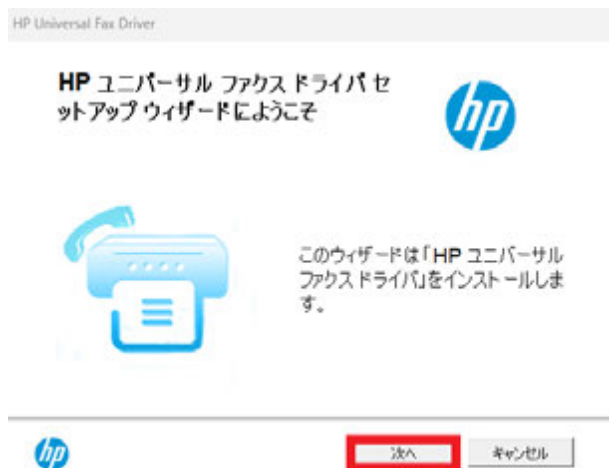 HP Universal Fax Driver
HP ユニバーサル ファクス ドライバ セ
ットアップ ウィザードにようこそ
hp
このウィザードは「HP ユニバーサル
ファクス ドライバ」をインストールしま
す。
hp
次へ
キャンセル